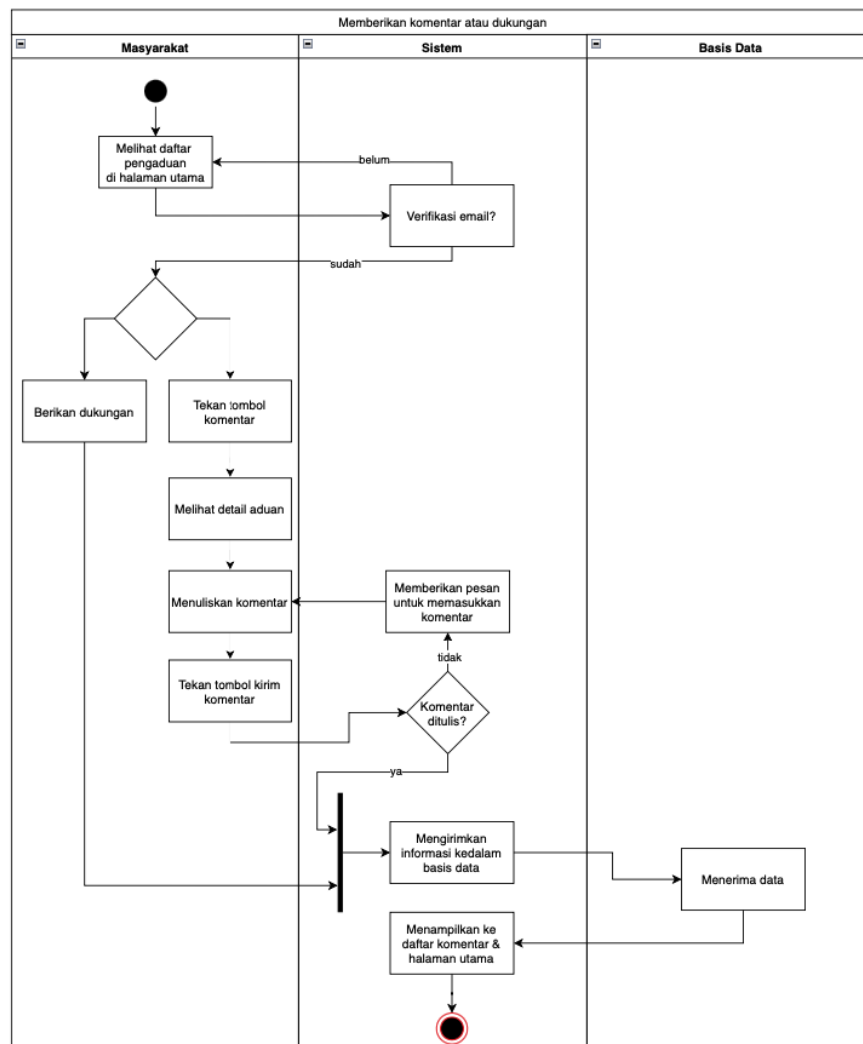 Memberikan komentar atau dukungan
Masyarakat
Sistem
Basis Data
Melihat daftar
pengaduan
di halaman utama
belum
Verifikasi email?
sudah
Berikan dukungan
Tekan tombol
komentar
Melihat detail aduan
Menuliskan komentar
Memberikan pesan
untuk memasukkan
komentar
tidak
Tekan tombol kirim
komentar
Komentar
ditulis?
ya
Mengirimkan
informasi kedalam
basis data
Menerima data
Menampilkan ke
daftar komentar &
halaman utama